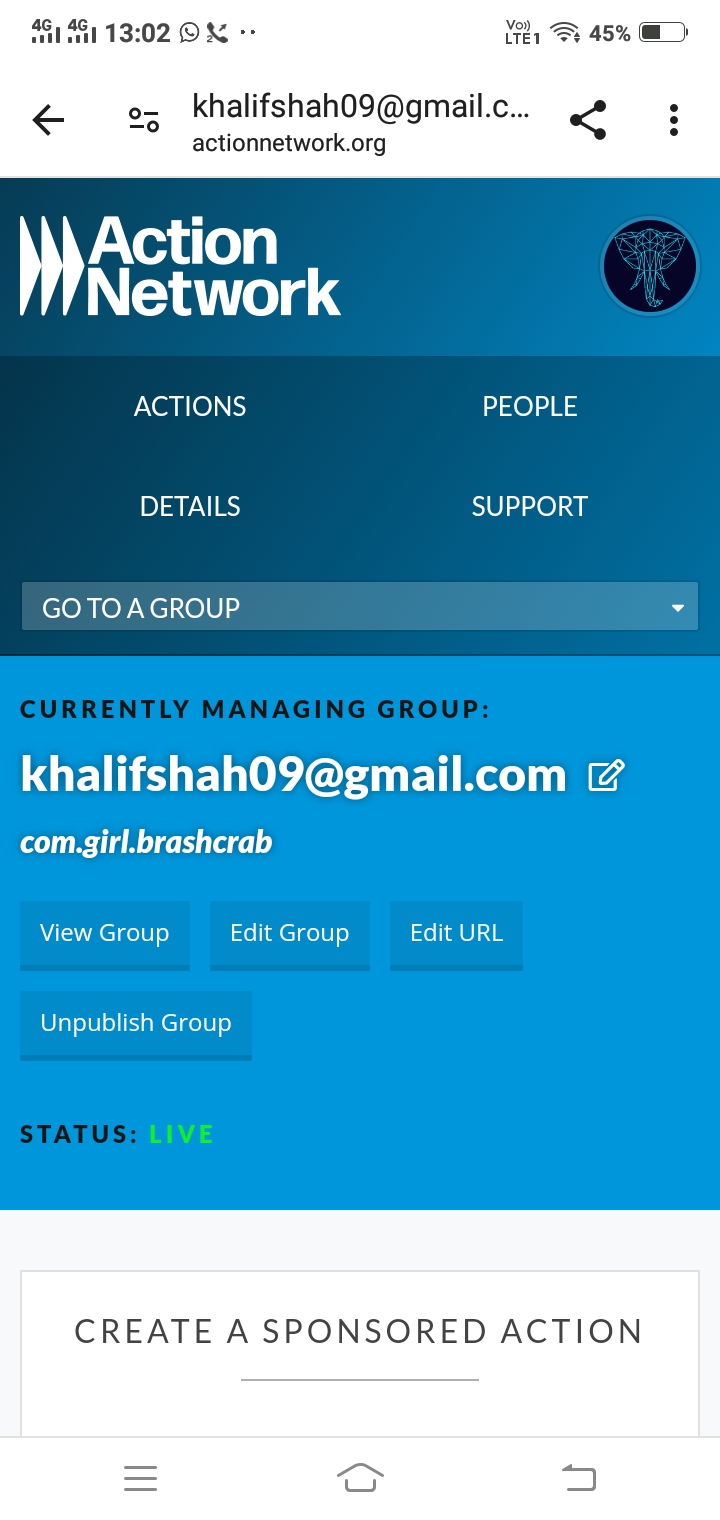 4G 4G 13:02 Vo)) LTE1 45%
khalifshah09@gmail.c...
actionnetwork.org
Action
Network
ACTIONS PEOPLE
DETAILS SUPPORT
GO TO A GROUP
CURRENTLY MANAGING GROUP:
khalifshah09@gmail.com
com.girl.brashcrab
View Group Edit Group Edit URL
Unpublish Group
STATUS: LIVE
CREATE A SPONSORED ACTION